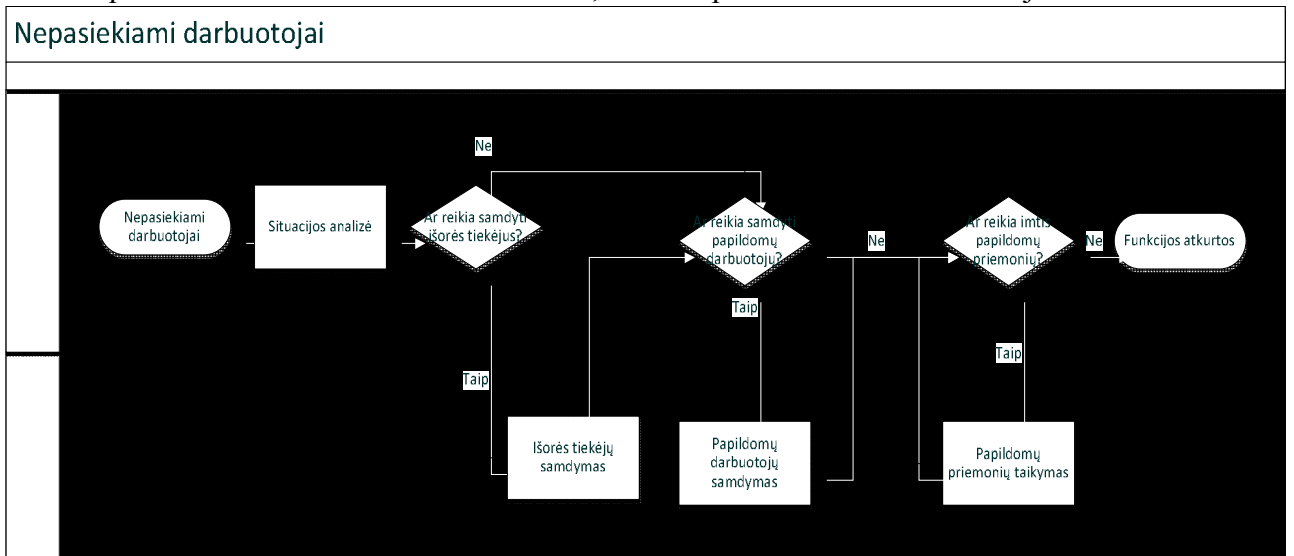 Nepasiekiami darbuotojai
Ne
Nepasiekiami
darbuotojai
Situacijos analizė
Ar reikia samdyti
išorės tiekėjus?
Ar reikia samdyti
papildomų
darbuotojų?
Ne
Ar reikia imtis
papildomų
priemonių?
Ne
Funkcijos atkurtos
Taip
Taip
Taip
Išorės tiekėjų
samdymas
Papildomų
darbuotojų
samdymas
Papildomų
priemonių taikymas